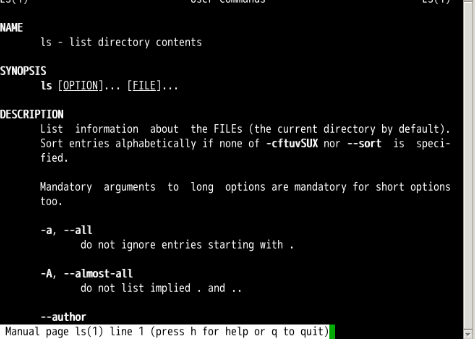 LS(1) User Commands LS(1)
NAME
ls - list directory contents
SYNOPSIS
ls [OPTION]... [FILE]...
DESCRIPTION
List information about the FILEs (the current directory by default).
Sort entries alphabetically if none of -cftuvSUX nor --sort is speci-
fied.
Mandatory arguments to long options are mandatory for short options
too.
-a, --all
do not ignore entries starting with .
-A, --almost-all
do not list implied . and ..
--author
Manual page ls(1) line 1 (press h for help or q to quit)